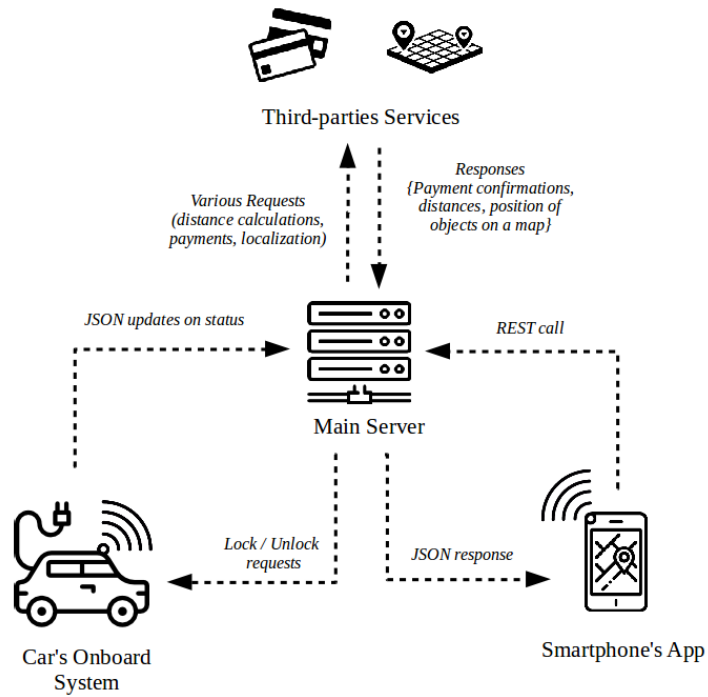 Third-parties Services
Various Requests
(distance calculations,
payments, localization)
Responses
{Payment confirmations,
distances, position of
objects on a map}
JSON updates on status
REST call
Main Server
Lock / Unlock
requests
JSON response
Car's Onboard
System
Smartphone's App